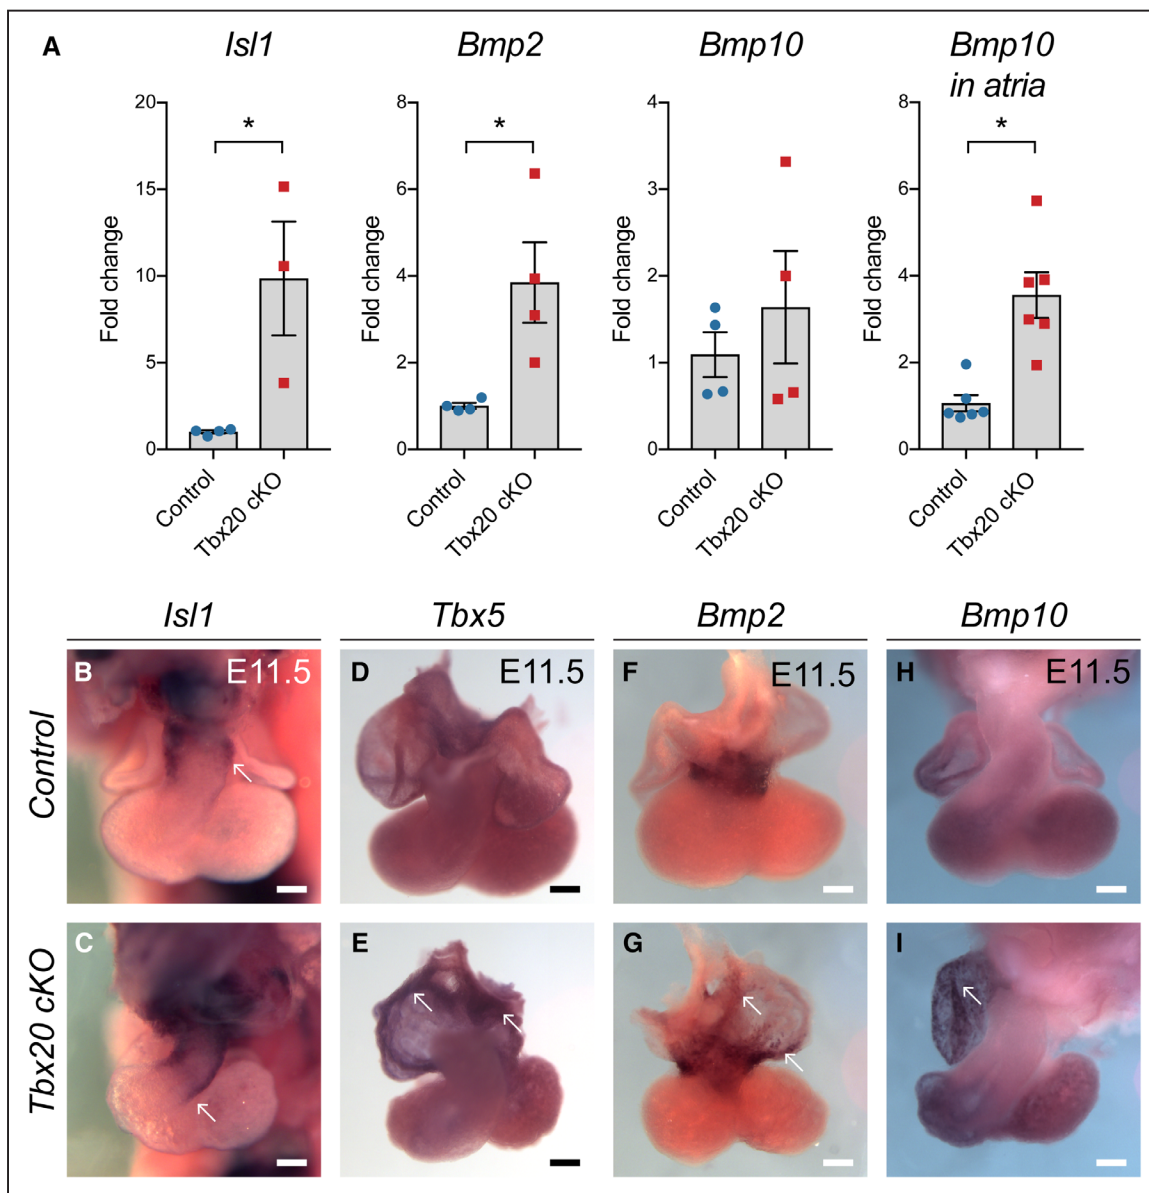 A
Isl1
Bmp2
Bmp10
Bmp10
in atria
Fold change
20
15
10
5
0
*
Control
Tbx20 cKO
Fold change
8
6
4
2
0
*
Control
Tbx20 cKO
Fold change
4
3
2
1
0
Control
Tbx20 cKO
Fold change
8
6
4
2
0
*
Control
Tbx20 cKO
Isl1
Tbx5
Bmp2
Bmp10
Control
B
E11.5
D
E11.5
F
E11.5
H
E11.5
Tbx20 cKO
C
E
G
I